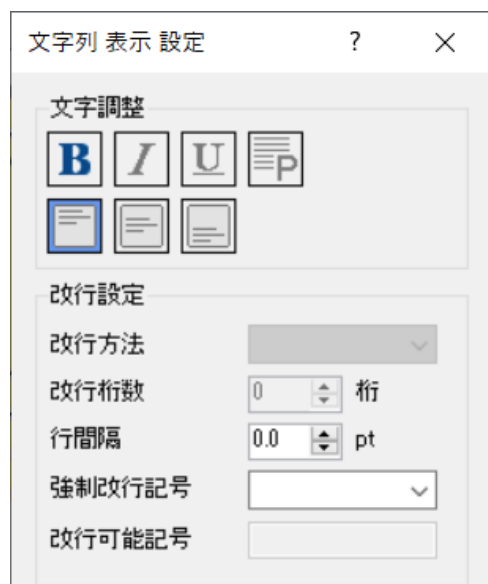 文字列 表示 設定 ?
文字調整
B I U P
改行設定
改行方法
改行桁数 0 桁
行間隔 0.0 pt
強制改行記号
改行可能記号